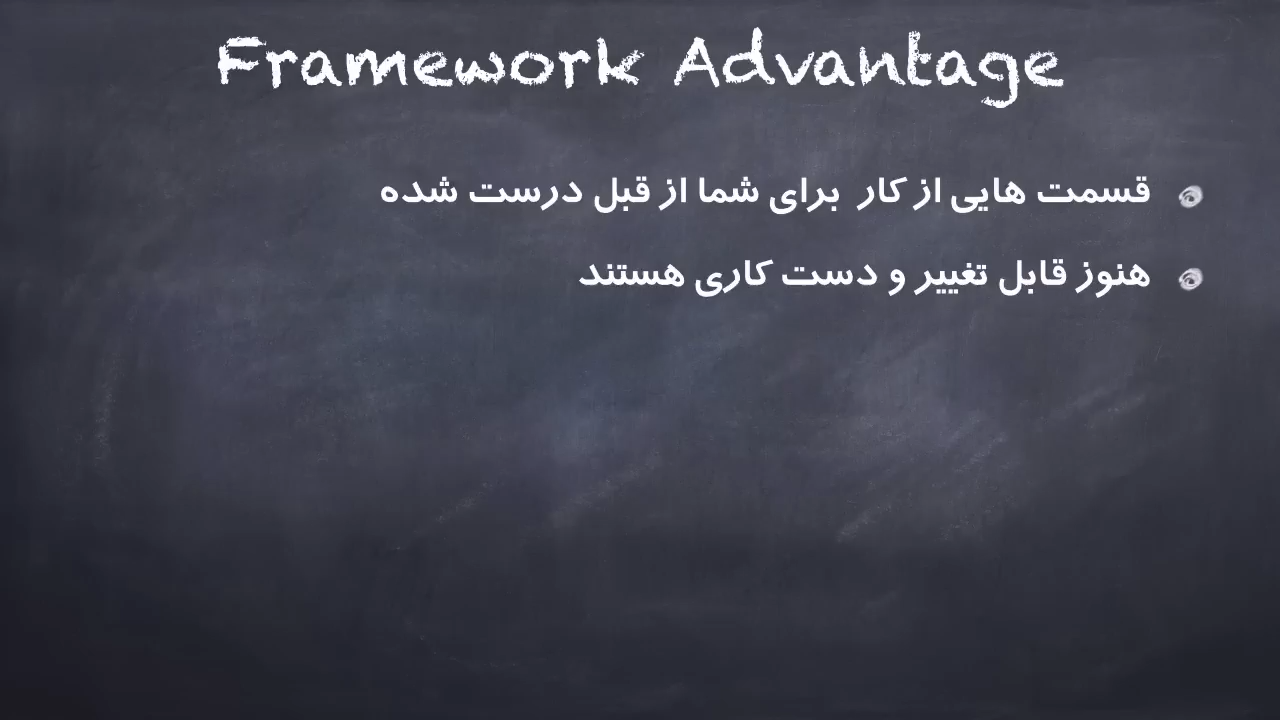 Framework Advantage
قسمت هایی از کار برای شما از قبل درست شده
هنوز قابل تغییر و دست کاری هستند